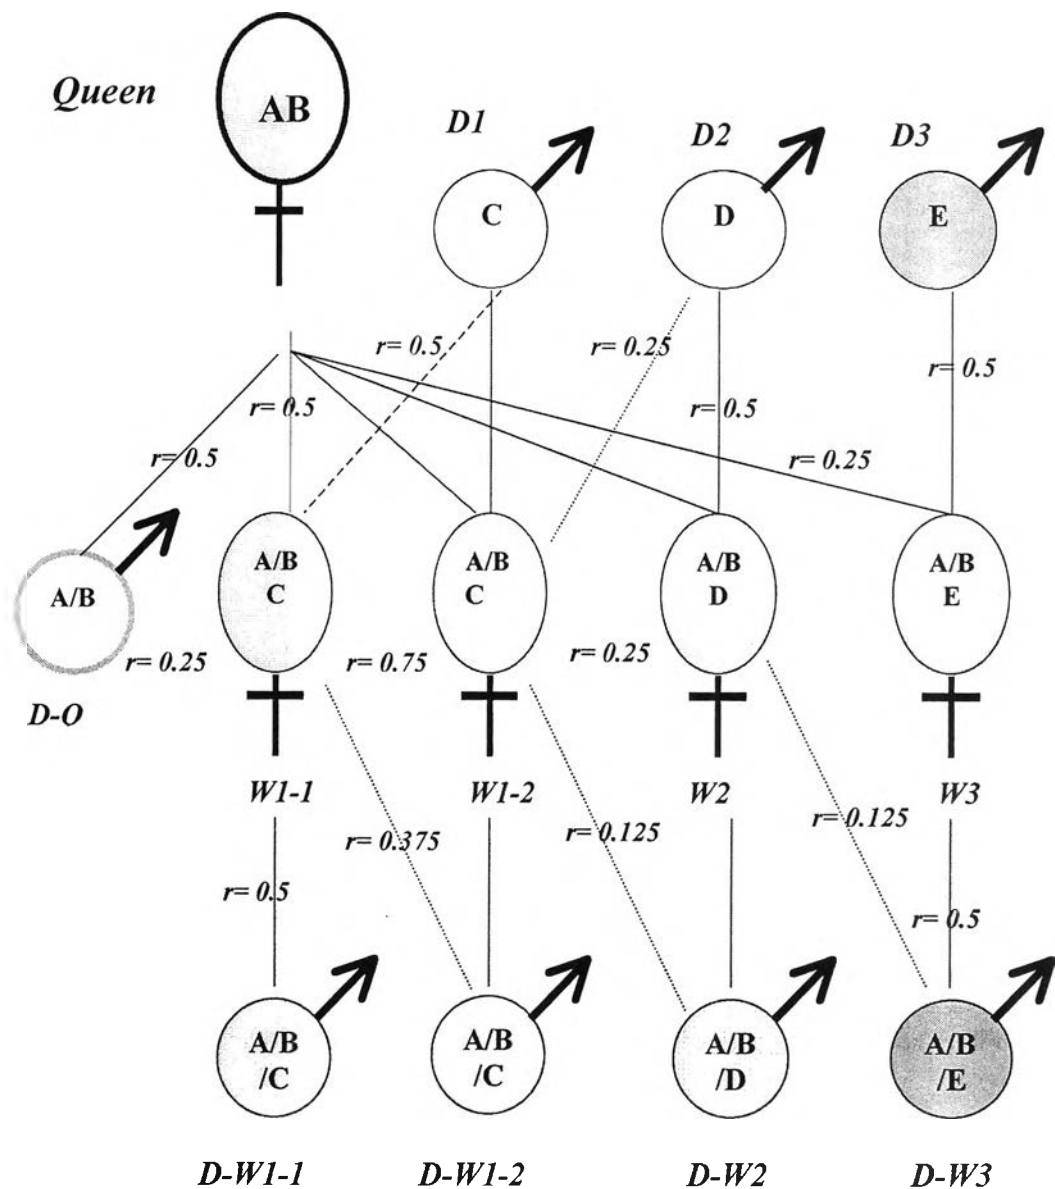 Queen
AB
D1
D2
D3
C
D
E
r= 0.5
r= 0.25
r= 0.5
r= 0.5
r= 0.5
r= 0.5
r= 0.25
A/B
A/B
C
A/B
C
A/B
D
A/B
E
r= 0.25
r= 0.75
r= 0.25
D-O
W1-1
W1-2
W2
W3
r= 0.375
r= 0.125
r= 0.125
r= 0.5
r= 0.5
A/B
/C
A/B
/C
A/B
/D
A/B
/E
D-W1-1
D-W1-2
D-W2
D-W3